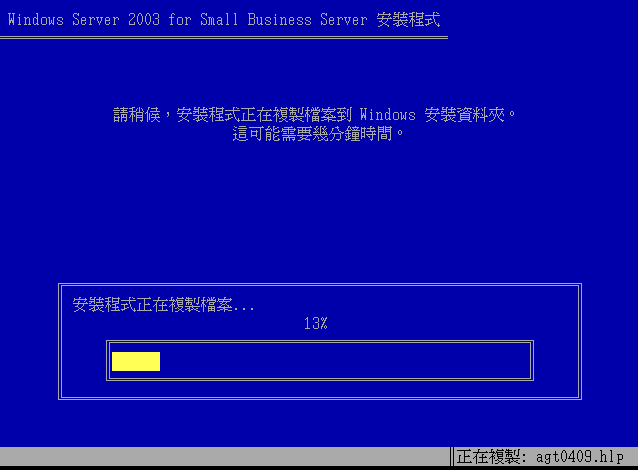 Windows Server 2003 for Small Business Server 安裝程式
請稍候，安裝程式正在複製檔案到 Windows 安裝資料夾。
這可能需要幾分鐘時間。
安裝程式正在複製檔案...
13%
正在複製: agt0409.hlp